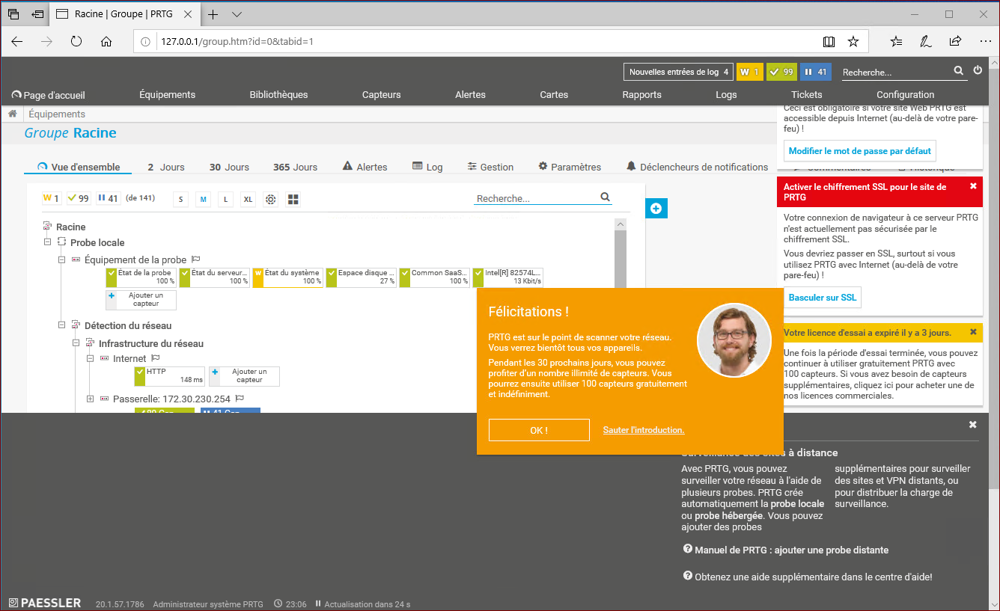 Racine | Groupe | PRTG
127.0.0.1/group.htm?id=0&tabid=1
Nouvelles entrées de log 4
W 1
99
41
Recherche...
Page d'accueil
Équipements
Bibliothèques
Capteurs
Alertes
Cartes
Rapports
Logs
Tickets
Configuration
Équipements
Groupe Racine
Vue d'ensemble
2 Jours
30 Jours
365 Jours
Alertes
Log
Gestion
Paramètres
Déclencheurs de notifications
Commentaires
Historique
W 1
99
41
(de 141)
S
M
L
XL
Recherche...
Racine
Probe locale
Équipement de la probe
État de la probe
100 %
État du serveur...
100 %
W
État du système
100 %
Espace disque ...
27 %
Common SaaS...
100 %
Intel[R] 82574L...
13 Kbit/s
Ajouter un
capteur
Détection du réseau
Infrastructure du réseau
Internet
HTTP
148 ms
Ajouter un
capteur
Passerelle: 172.30.230.254
Ceci est obligatoire si votre site Web PRTG est
accessible depuis Internet (au-delà de votre pare-
feu) !
Modifier le mot de passe par défaut
Activer le chiffrement SSL pour le site de
PRTG
Votre connexion de navigateur à ce serveur PRTG
n'est actuellement pas sécurisée par le
chiffrement SSL.
Vous devriez passer en SSL, surtout si vous
utilisez PRTG avec Internet (au-delà de votre
pare-feu) !
Basculer sur SSL
Votre licence d'essai a expiré il y a 3 jours.
Une fois la période d'essai terminée, vous pouvez
continuer à utiliser gratuitement PRTG avec
100 capteurs. Si vous avez besoin de capteurs
supplémentaires, cliquez ici pour acheter une de
nos licences commerciales.
Félicitations !
PRTG est sur le point de scanner votre réseau.
Vous verrez bientôt tous vos appareils.
Pendant les 30 prochains jours, vous pouvez
profiter d'un nombre illimité de capteurs. Vous
pourrez ensuite utiliser 100 capteurs gratuitement
et indéfiniment.
OK !
Sauter l'introduction.
Surveillance des sites à distance
Avec PRTG, vous pouvez
surveiller votre réseau à l'aide de
plusieurs probes. PRTG crée
automatiquement la probe locale
ou probe hébergée. Vous pouvez
ajouter des probes
supplémentaires pour surveiller
des sites et VPN distants, ou
pour distribuer la charge de
surveillance.
Manuel de PRTG : ajouter une probe distante
Obtenez une aide supplémentaire dans le centre d'aide!
PAESSLER
20.1.57.1786
Administrateur système PRTG
23:06
Actualisation dans 24 s